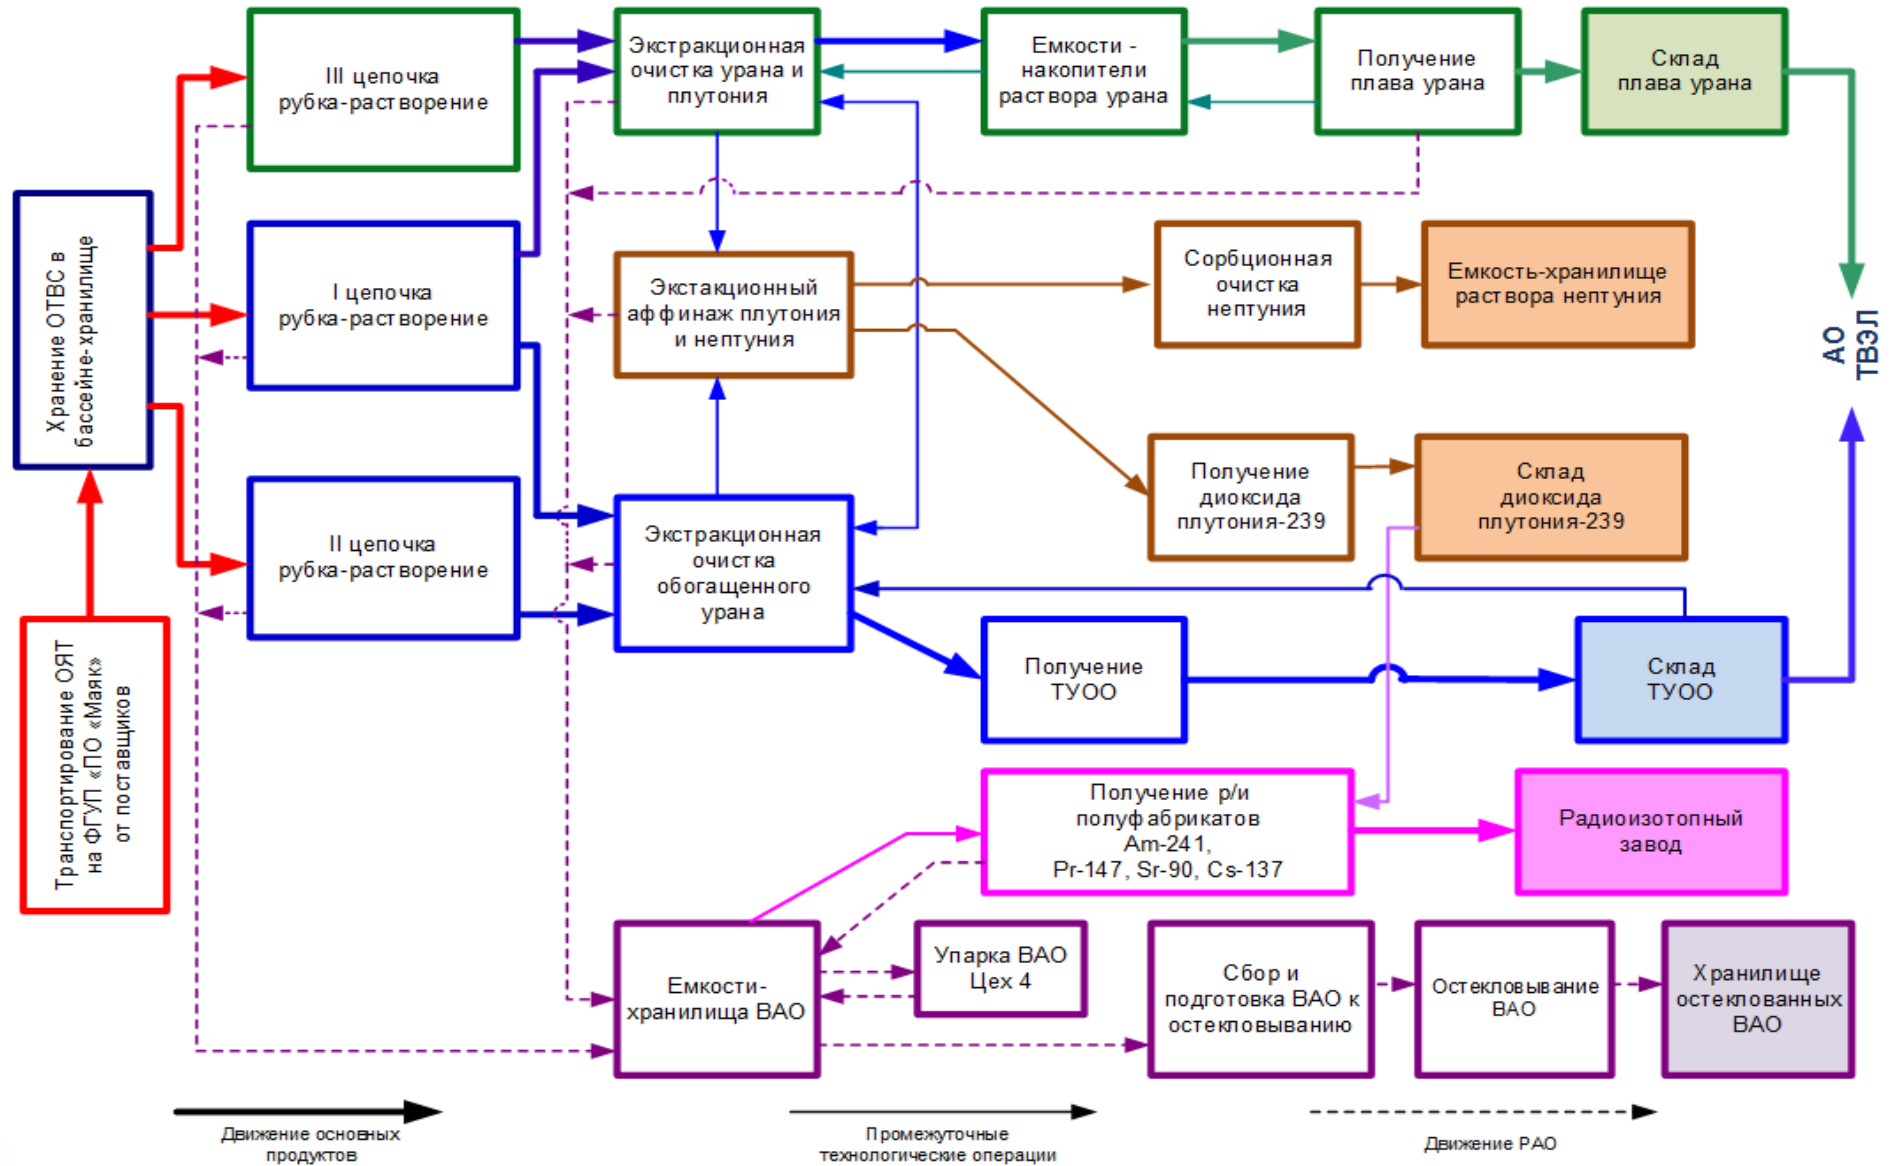 III цепочка
рубка-растворение
Экстракционная
очистка урана и
плутония
Емкости -
накопители
раствора урана
Получение
плава урана
Склад
плава урана
Хранение ОТВС в
бассейне-хранилище
I цепочка
рубка-растворение
Экстакционный
аффинаж плутония
и нептуния
Сорбционная
очистка
нептуния
Емкость-хранилище
раствора нептуния
АО
ТВЭЛ
II цепочка
рубка-растворение
Экстракционная
очистка
обогащенного
урана
Получение
диоксида
плутония-239
Склад
диоксида
плутония-239
Транспортирование ОЯТ
на ФГУП «ПО «Маяк»
от поставщиков
Получение
ТУОО
Склад
ТУОО
Получение р/и
полуфабрикатов
Am-241,
Pr-147, Sr-90, Cs-137
Радиоизотопный
завод
Емкости-
хранилища ВАО
Упарка ВАО
Цех 4
Сбор и
подготовка ВАО к
остекловыванию
Остекловывание
ВАО
Хранилище
остеклованных
ВАО
Движение основных
продуктов
Промежуточные
технологические операции
Движение РАО